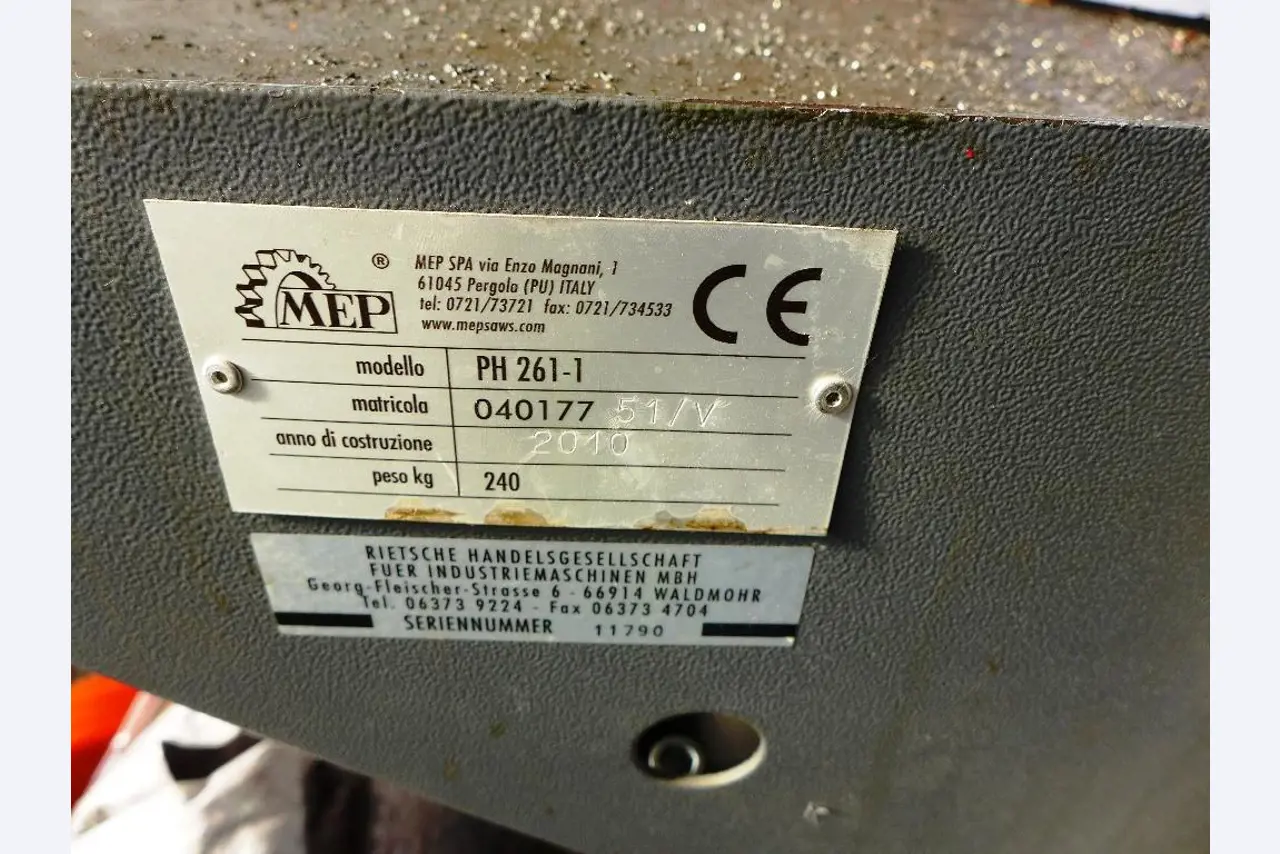 MEP ®
MEP SPA via Enzo Magnani, 1
61045 Pergola (PU) ITALY
tel: 0721/73721 fax: 0721/734533
www.mepsaws.com
CE
modello PH 261-1
matricola 040177 51/V
anno di costruzione 2010
peso kg 240
RIETSCHE HANDELSGESELLSCHAFT
FUER INDUSTRIEMASCHINEN MBH
Georg-Fleischer-Strasse 6 - 66914 WALDMOHR
Tel. 06373 9224 - Fax 06373 4704
SERIENNUMMER 11790